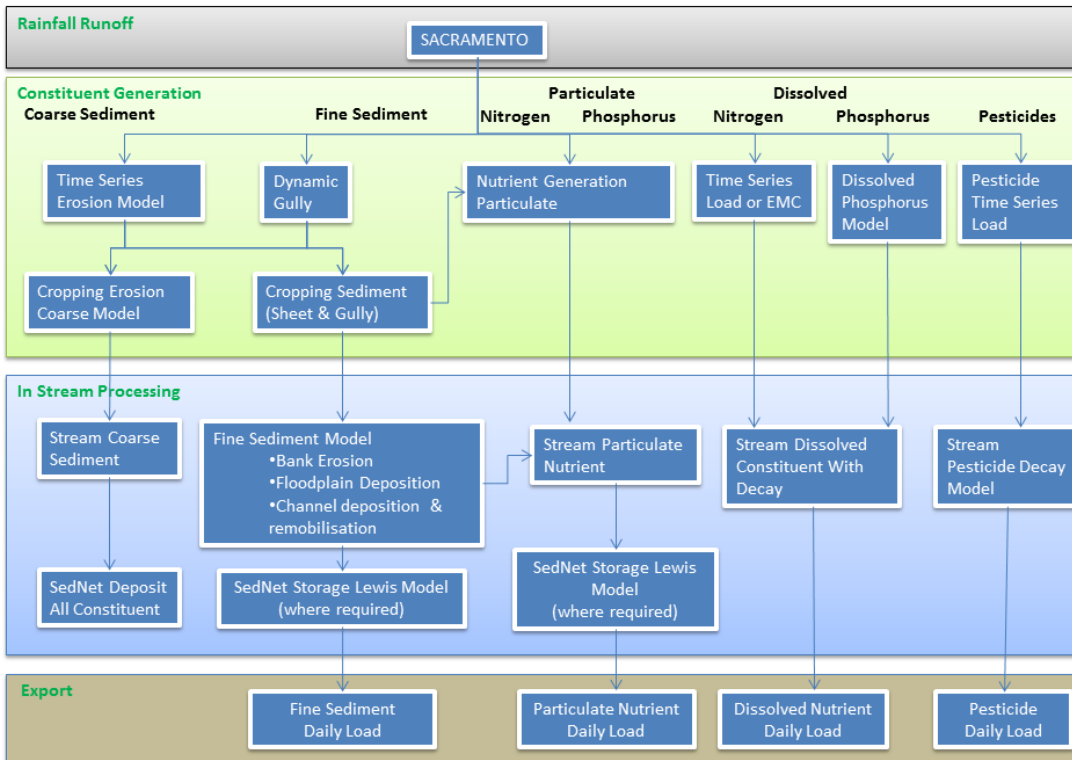 Rainfall Runoff
SACRAMENTO
Constituent Generation
Coarse Sediment
Fine Sediment
Particulate
Nitrogen Phosphorus
Dissolved
Nitrogen Phosphorus
Pesticides
Time Series
Erosion Model
Dynamic
Gully
Nutrient Generation
Particulate
Time Series
Load or EMC
Dissolved
Phosphorus
Model
Pesticide
Time Series
Load
Cropping Erosion
Coarse Model
Cropping Sediment
(Sheet & Gully)
In Stream Processing
Stream Coarse
Sediment
Fine Sediment Model
•Bank Erosion
•Floodplain Deposition
•Channel deposition &
remobilisation
Stream Particulate
Nutrient
Stream Dissolved
Constituent With
Decay
Stream
Pesticide Decay
Model
SedNet Deposit
All Constituent
SedNet Storage Lewis Model
(where required)
SedNet Storage Lewis
Model
(where required)
Export
Fine Sediment
Daily Load
Particulate Nutrient
Daily Load
Dissolved Nutrient
Daily Load
Pesticide
Daily Load